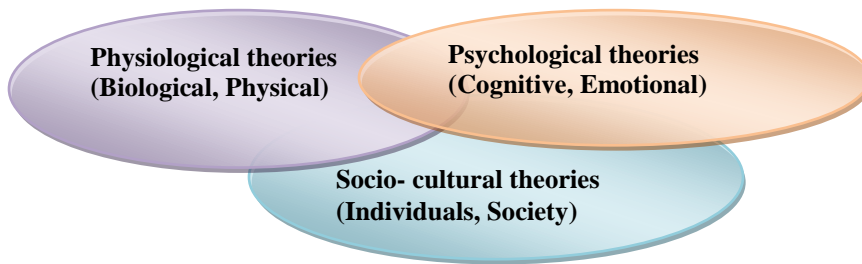 Physiological theories
(Biological, Physical)
Psychological theories
(Cognitive, Emotional)
Socio- cultural theories
(Individuals, Society)